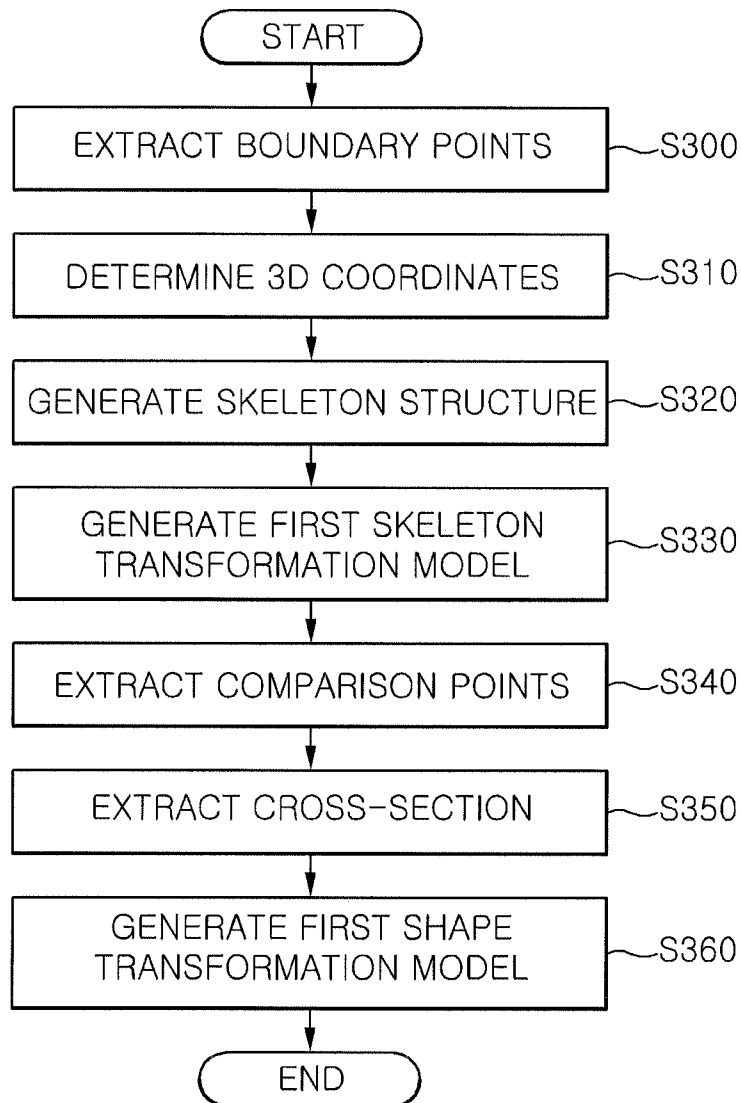 START
EXTRACT BOUNDARY POINTS
S300
DETERMINE 3D COORDINATES
S310
GENERATE SKELETON STRUCTURE
S320
GENERATE FIRST SKELETON
TRANSFORMATION MODEL
S330
EXTRACT COMPARISON POINTS
S340
EXTRACT CROSS-SECTION
S350
GENERATE FIRST SHAPE
TRANSFORMATION MODEL
S360
END